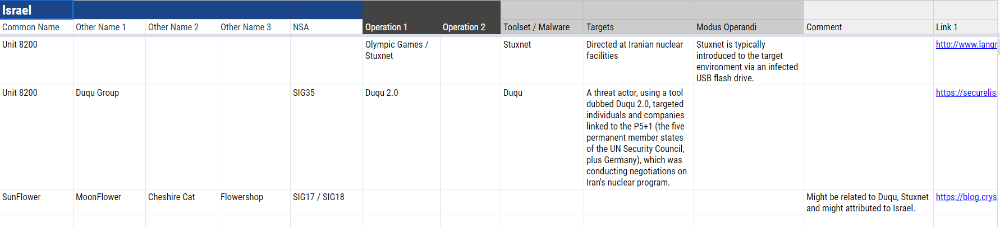 Israel
Common Name Other Name 1 Other Name 2 Other Name 3 NSA Operation 1 Operation 2 Toolset / Malware Targets Modus Operandi Comment Link 1
Unit 8200 Olympic Games / Stuxnet Directed at Iranian nuclear Stuxnet is typically http://www.langr
Stuxnet facilities introduced to the target
environment via an infected
USB flash drive.
Unit 8200 Duqu Group SIG35 Duqu 2.0 Duqu A threat actor, using a tool https://securelist
dubbed Duqu 2.0, targeted
individuals and companies
linked to the P5+1 (the five
permanent member states
of the UN Security Council,
plus Germany), which was
conducting negotiations on
Iran's nuclear program.
SunFlower MoonFlower Cheshire Cat Flowershop SIG17 / SIG18 Might be related to Duqu, Stuxnet https://blog.crys
and might attributed to Israel.